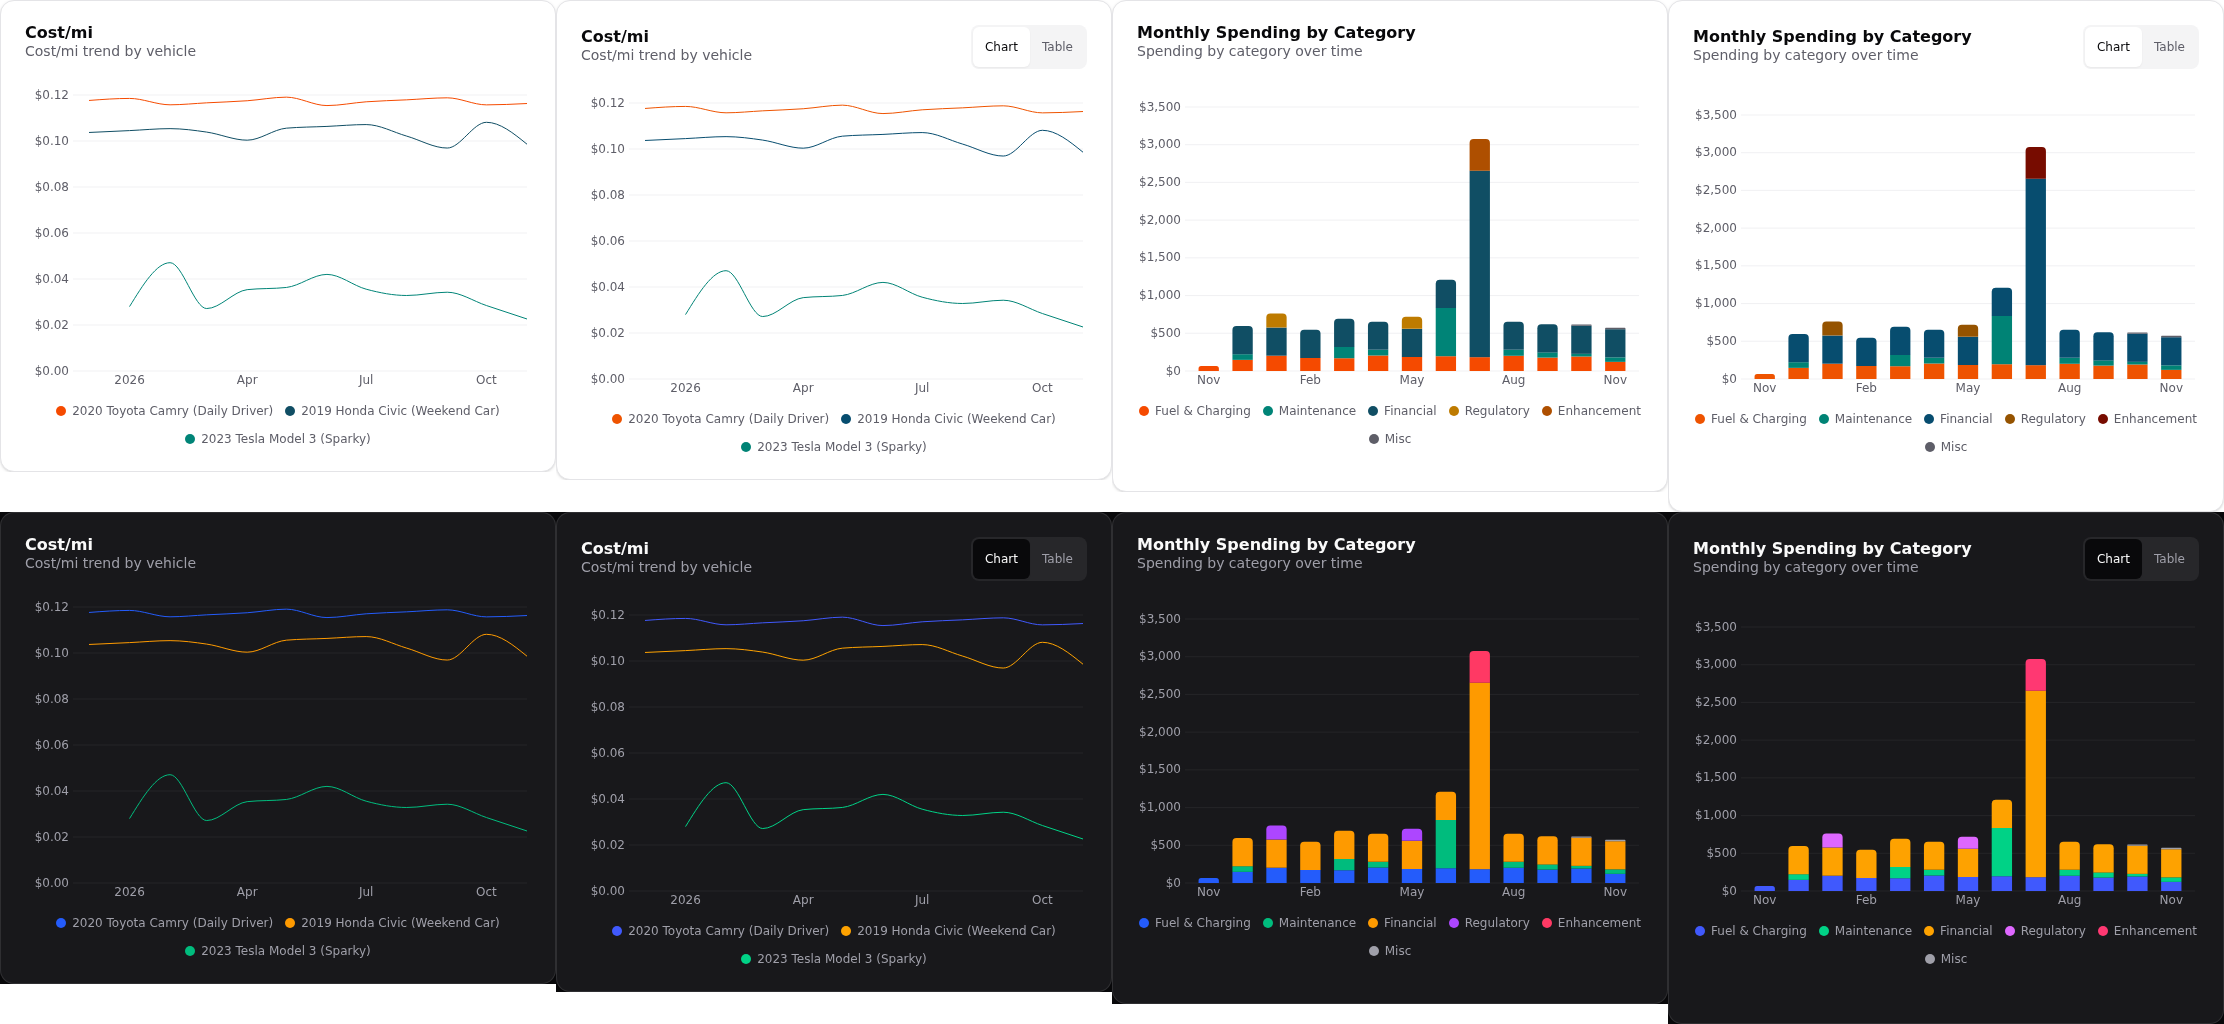 Cost/mi
Cost/mi trend by vehicle
$0.12
$0.10
$0.08
$0.06
$0.04
$0.02
$0.00
2026 Apr Jul Oct
2020 Toyota Camry (Daily Driver) 2019 Honda Civic (Weekend Car)
2023 Tesla Model 3 (Sparky)
Cost/mi
Cost/mi trend by vehicle
Chart Table
$0.12
$0.10
$0.08
$0.06
$0.04
$0.02
$0.00
2026 Apr Jul Oct
2020 Toyota Camry (Daily Driver) 2019 Honda Civic (Weekend Car)
2023 Tesla Model 3 (Sparky)
Monthly Spending by Category
Spending by category over time
$3,500
$3,000
$2,500
$2,000
$1,500
$1,000
$500
$0
Nov Feb May Aug Nov
Fuel & Charging Maintenance Financial Regulatory Enhancement
Misc
Monthly Spending by Category
Spending by category over time
Chart Table
$3,500
$3,000
$2,500
$2,000
$1,500
$1,000
$500
$0
Nov Feb May Aug Nov
Fuel & Charging Maintenance Financial Regulatory Enhancement
Misc
Cost/mi
Cost/mi trend by vehicle
$0.12
$0.10
$0.08
$0.06
$0.04
$0.02
$0.00
2026 Apr Jul Oct
2020 Toyota Camry (Daily Driver) 2019 Honda Civic (Weekend Car)
2023 Tesla Model 3 (Sparky)
Cost/mi
Cost/mi trend by vehicle
Chart Table
$0.12
$0.10
$0.08
$0.06
$0.04
$0.02
$0.00
2026 Apr Jul Oct
2020 Toyota Camry (Daily Driver) 2019 Honda Civic (Weekend Car)
2023 Tesla Model 3 (Sparky)
Monthly Spending by Category
Spending by category over time
$3,500
$3,000
$2,500
$2,000
$1,500
$1,000
$500
$0
Nov Feb May Aug Nov
Fuel & Charging Maintenance Financial Regulatory Enhancement
Misc
Monthly Spending by Category
Spending by category over time
Chart Table
$3,500
$3,000
$2,500
$2,000
$1,500
$1,000
$500
$0
Nov Feb May Aug Nov
Fuel & Charging Maintenance Financial Regulatory Enhancement
Misc